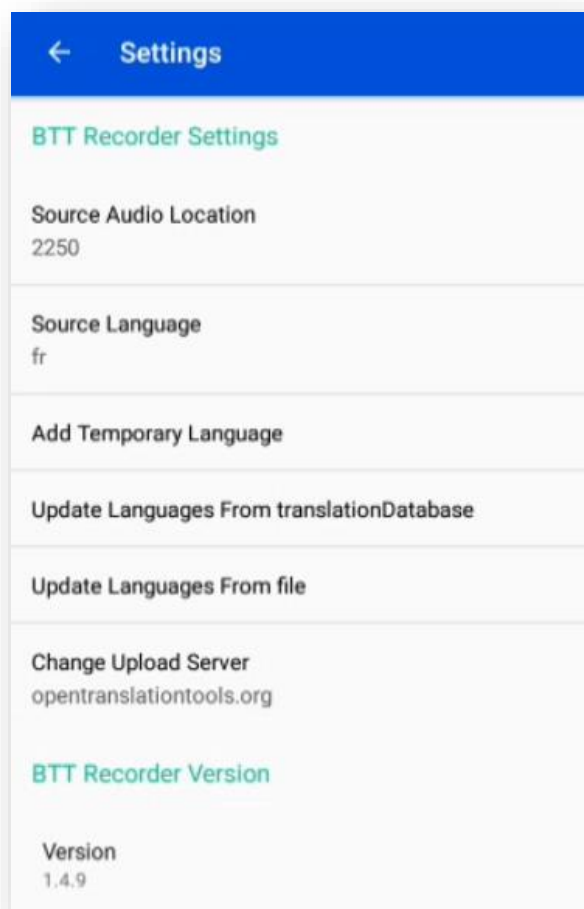 Settings
BTT Recorder Settings
Source Audio Location
2250
Source Language
fr
Add Temporary Language
Update Languages From translationDatabase
Update Languages From file
Change Upload Server
opentranslationtools.org
BTT Recorder Version
Version
1.4.9